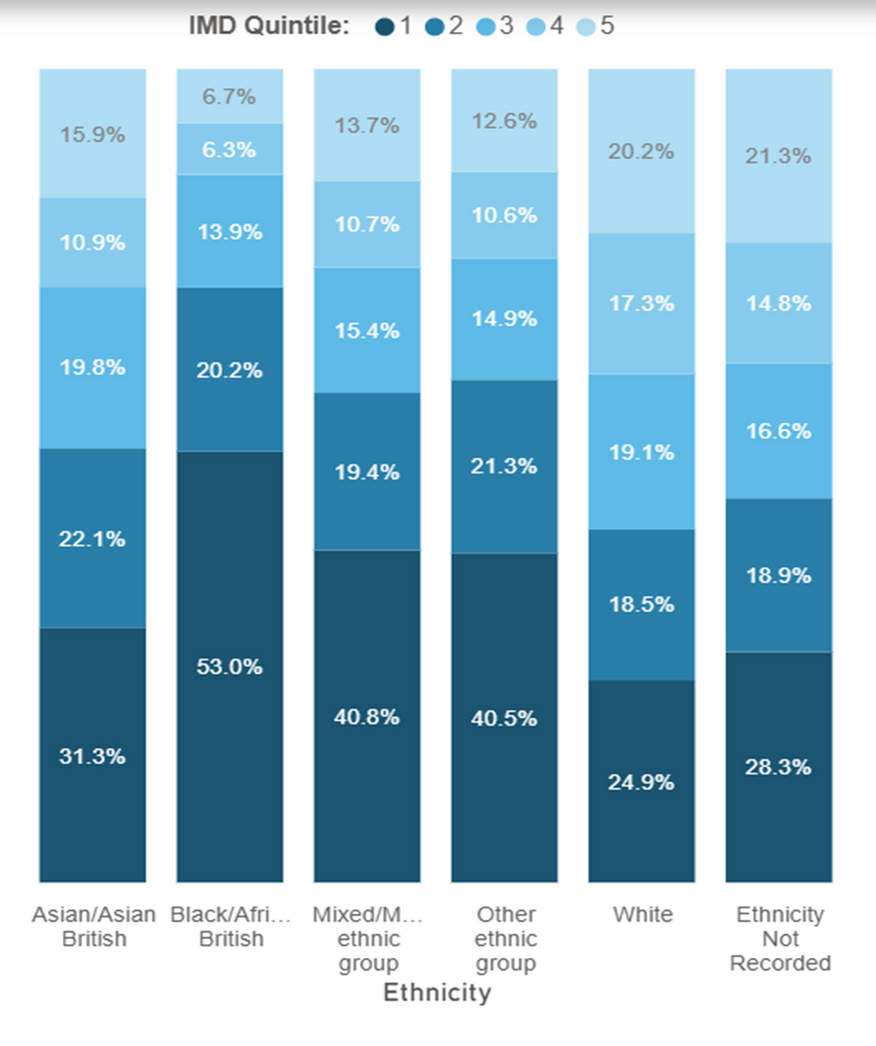 IMD Quintile: 1 2 3 4 5
15.9%
10.9%
19.8%
22.1%
31.3%
6.7%
6.3%
13.9%
20.2%
53.0%
13.7%
10.7%
15.4%
19.4%
40.8%
12.6%
10.6%
14.9%
21.3%
40.5%
20.2%
17.3%
19.1%
18.5%
24.9%
21.3%
14.8%
16.6%
18.9%
28.3%
Asian/Asian
British
Black/Afri...
British
Mixed/M...
ethnic
group
Other
ethnic
group
White
Ethnicity
Not
Recorded
Ethnicity